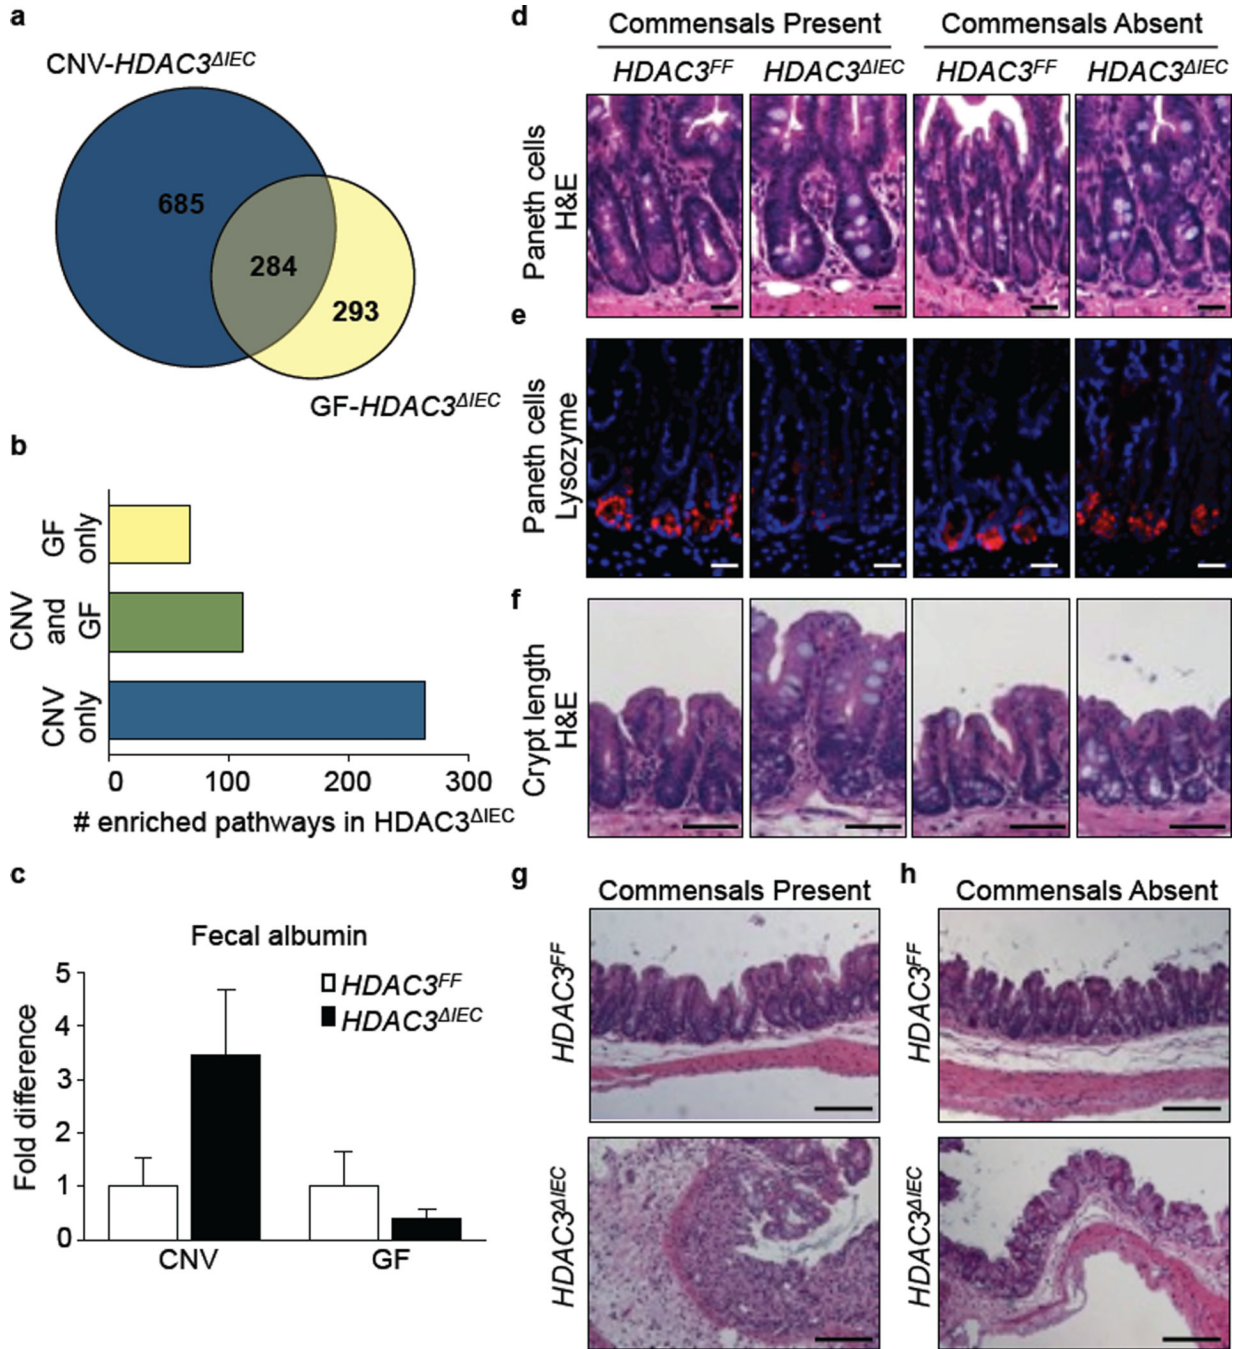 a
CNV-HDAC3ΔIEC
685
284
293
GF-HDAC3ΔIEC
b
GF only
CNV and GF
CNV only
0 100 200 300
# enriched pathways in HDAC3ΔIEC
c
Fecal albumin
HDAC3FF
HDAC3ΔIEC
Fold difference
5
4
3
2
1
0
CNV GF
d
Commensals Present Commensals Absent
HDAC3FF HDAC3ΔIEC HDAC3FF HDAC3ΔIEC
Paneth cells
H&E
e
Paneth cells
Lysozyme
f
Crypt length
H&E
g
Commensals Present
HDAC3FF
HDAC3ΔIEC
h
Commensals Absent
HDAC3FF
HDAC3ΔIEC